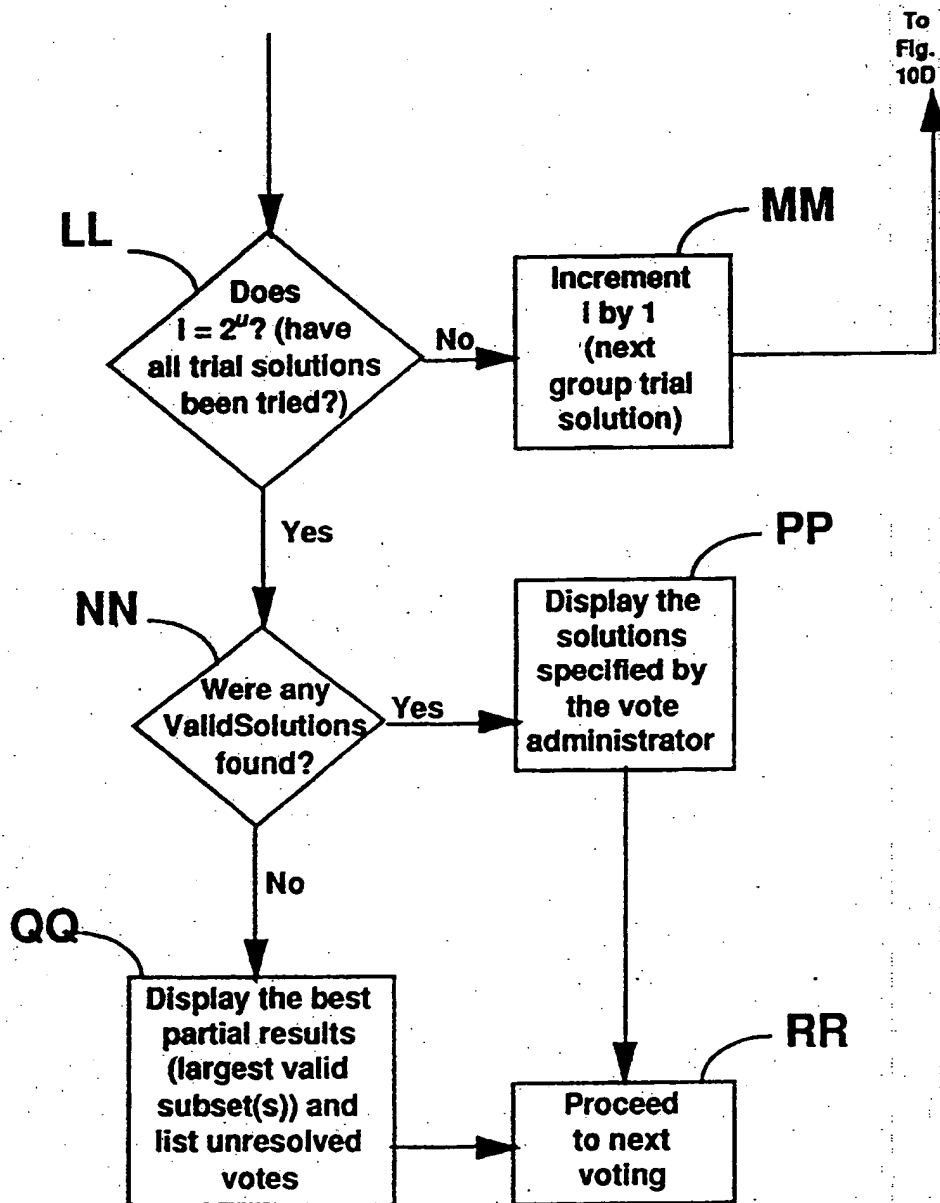 To
Fig.
10D
MM
LL
Does
i = 2^μ? (have
all trial solutions
been tried?)
No
Increment
i by 1
(next
group trial
solution)
Yes
PP
NN
Were any
ValidSolutions
found?
Yes
Display the
solutions
specified by
the vote
administrator
No
QQ
Display the best
partial results
(largest valid
subset(s)) and
list unresolved
votes
RR
Proceed
to next
voting